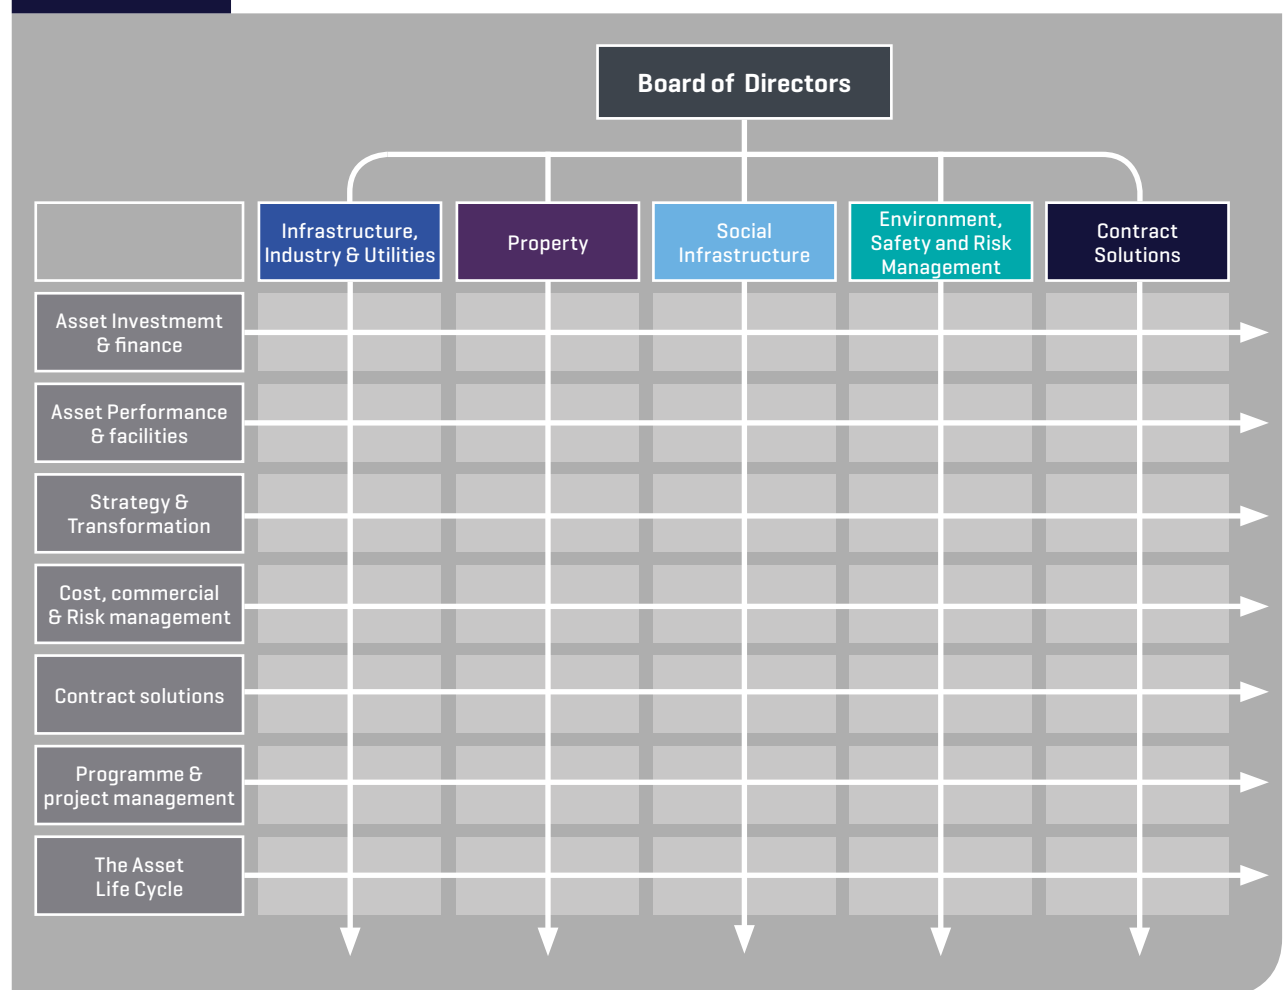 Board of Directors
Infrastructure,
Industry & Utilities
Property
Social
Infrastructure
Environment,
Safety and Risk
Management
Contract
Solutions
Asset Investmemt
& finance
Asset Performance
& facilities
Strategy &
Transformation
Cost, commercial
& Risk management
Contract solutions
Programme &
project management
The Asset
Life Cycle